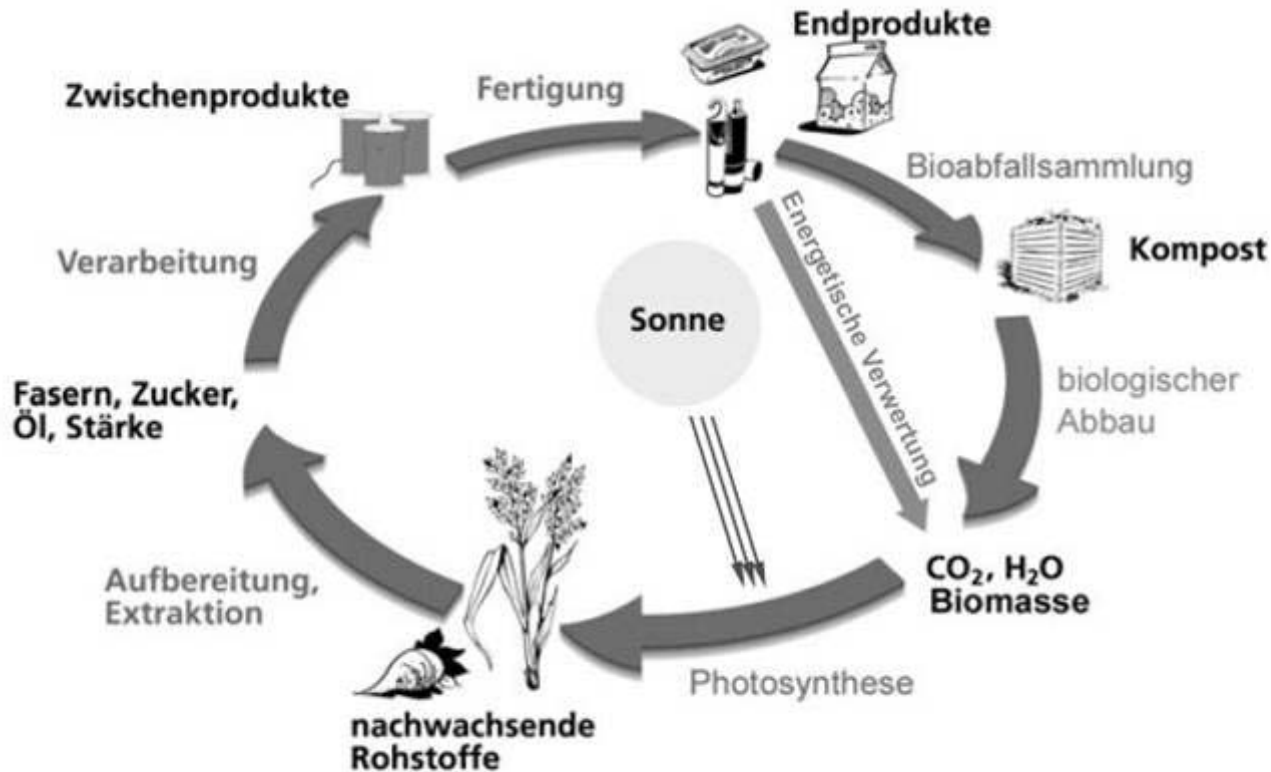 Endprodukte
Zwischenprodukte
Fertigung
Bioabfallsammlung
Kompost
Energetische Verwertung
Verarbeitung
Sonne
Fasern, Zucker,
Öl, Stärke
biologischer
Abbau
Aufbereitung,
Extraktion
CO₂, H₂O
Biomasse
Photosynthese
nachwachsende
Rohstoffe